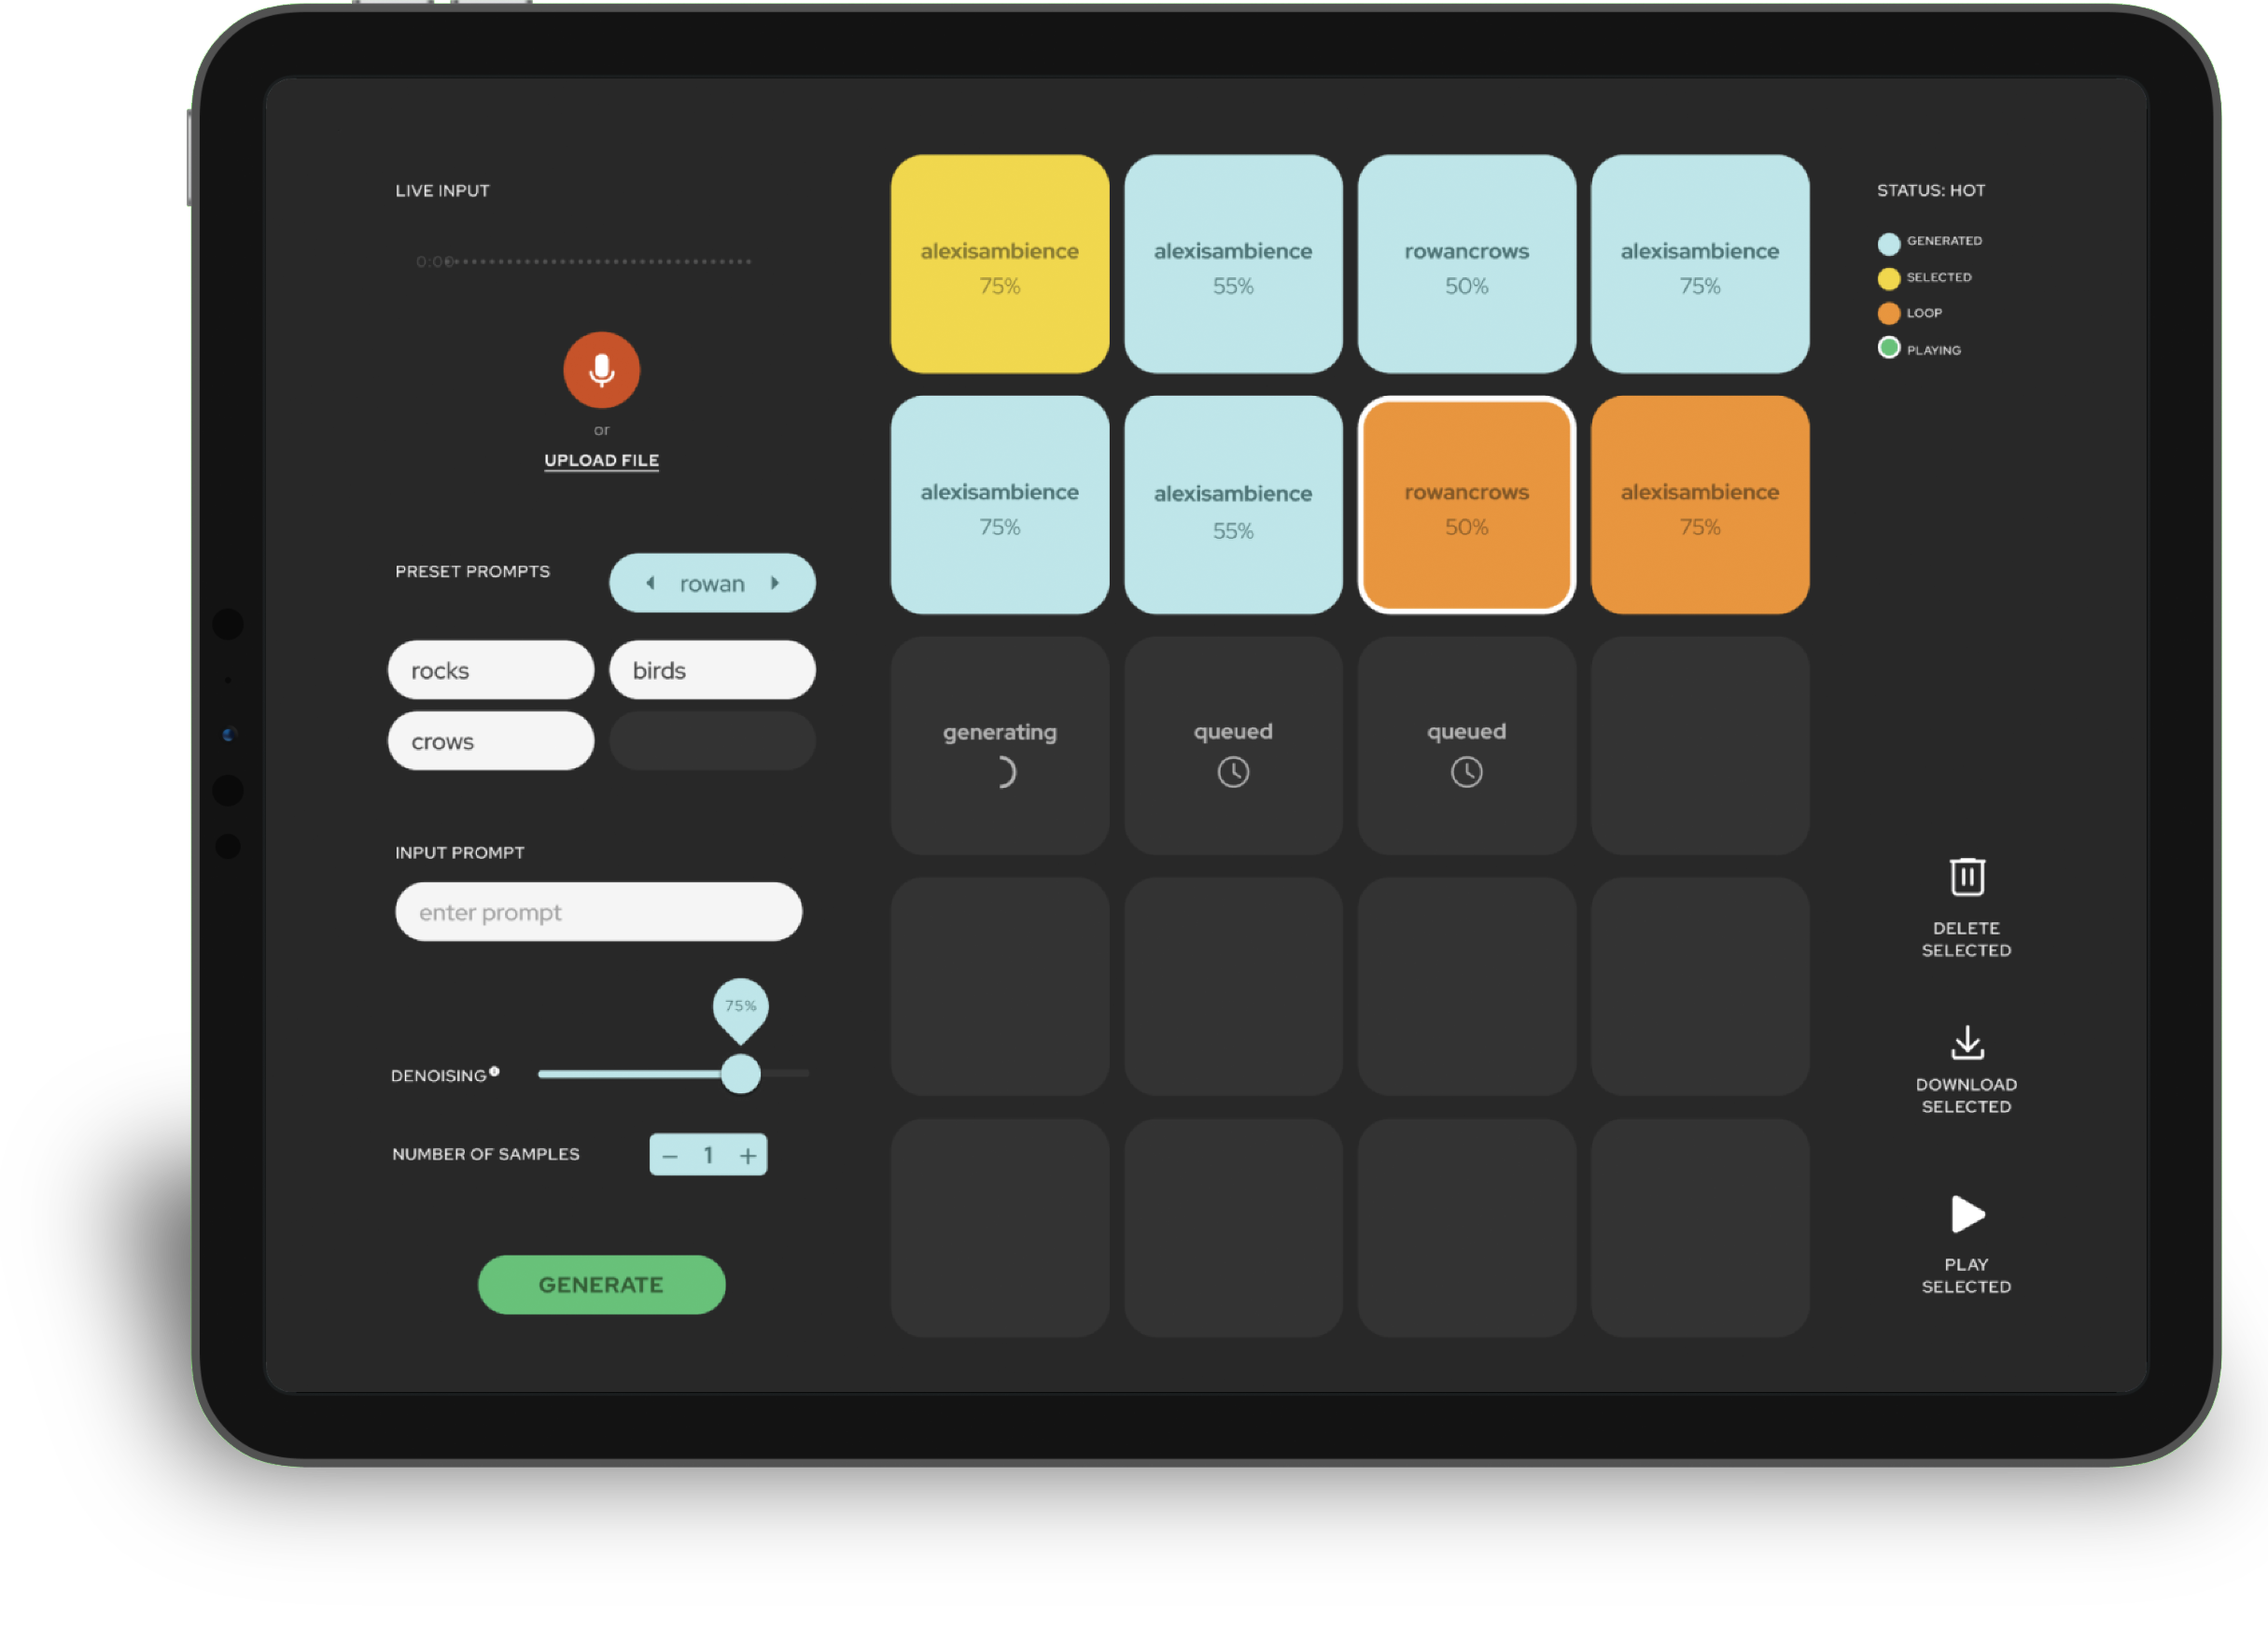 LIVE INPUT
0:00
or
UPLOAD FILE
PRESET PROMPTS
rowan
rocks
birds
crows
INPUT PROMPT
enter prompt
75%
DENOISING
NUMBER OF SAMPLES
− 1 +
GENERATE
alexisambience
75%
alexisambience
55%
rowancrows
50%
alexisambience
75%
alexisambience
75%
alexisambience
55%
rowancrows
50%
alexisambience
75%
generating
queued
queued
STATUS: HOT
GENERATED
SELECTED
LOOP
PLAYING
DELETE
SELECTED
DOWNLOAD
SELECTED
PLAY
SELECTED